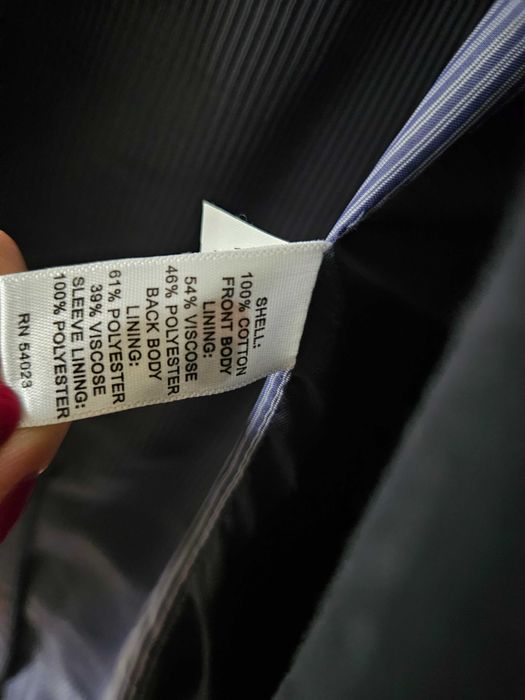 SHELL:
100% COTTON
FRONT BODY
LINING:
54% VISCOSE
46% POLYESTER
BACK BODY
LINING:
61% POLYESTER
39% VISCOSE
SLEEVE LINING:
100% POLYESTER
RN 54023